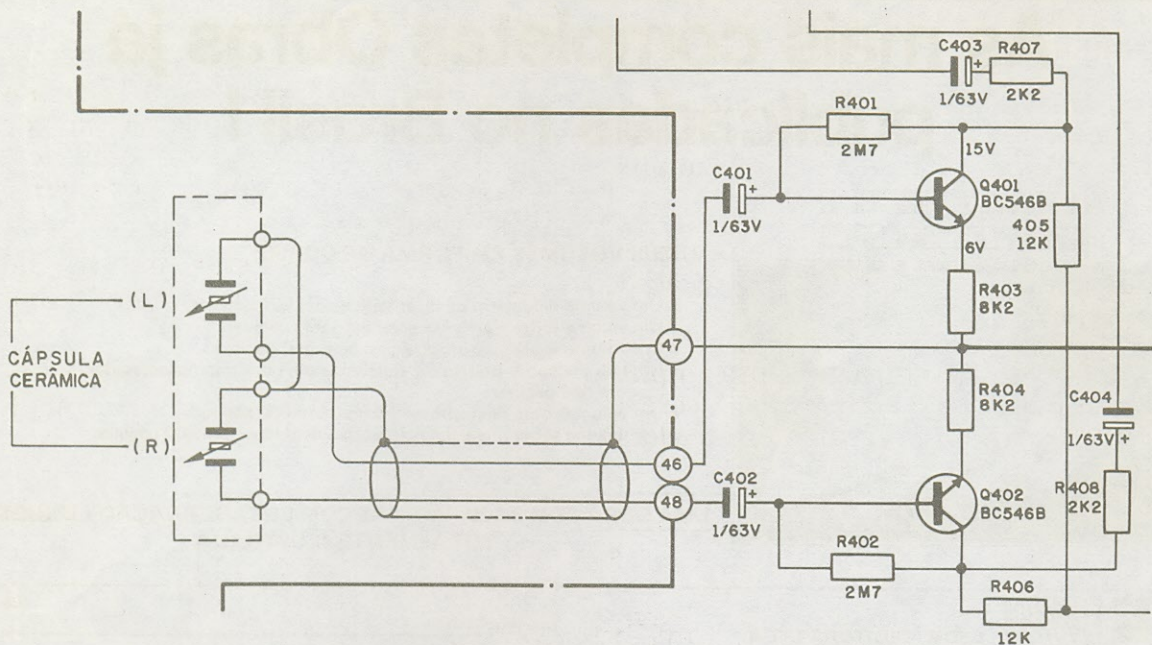 C403
R407
1/63V
+
2K2
R401
2M7
15V
C401
+
1/63V
Q401
BC546B
6V
405
12K
R403
8K2
(L)
47
CÁPSULA
CERÂMICA
R404
8K2
C404
1/63V
+
(R)
46
C402
48
+
1/63V
Q402
BC546B
R408
2K2
R402
2M7
R406
12K